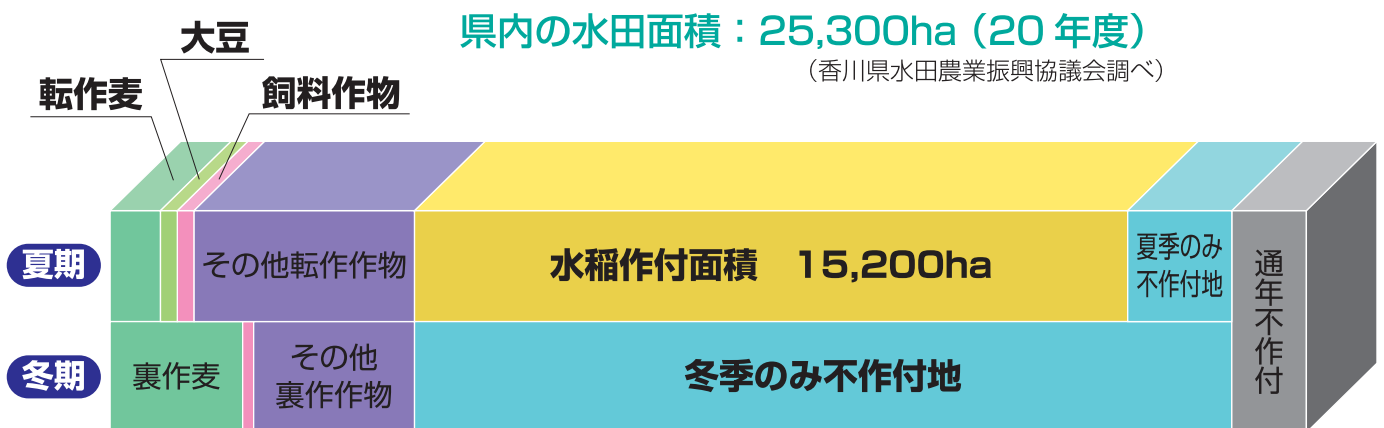 県内の水田面積：25,300ha（20 年度）
（香川県水田農業振興協議会調べ）
大豆
転作麦
飼料作物
夏期
その他転作作物
水稲作付面積　15,200ha
夏季のみ
不作付地
通年不作付
冬期
裏作麦
その他
裏作作物
冬季のみ不作付地